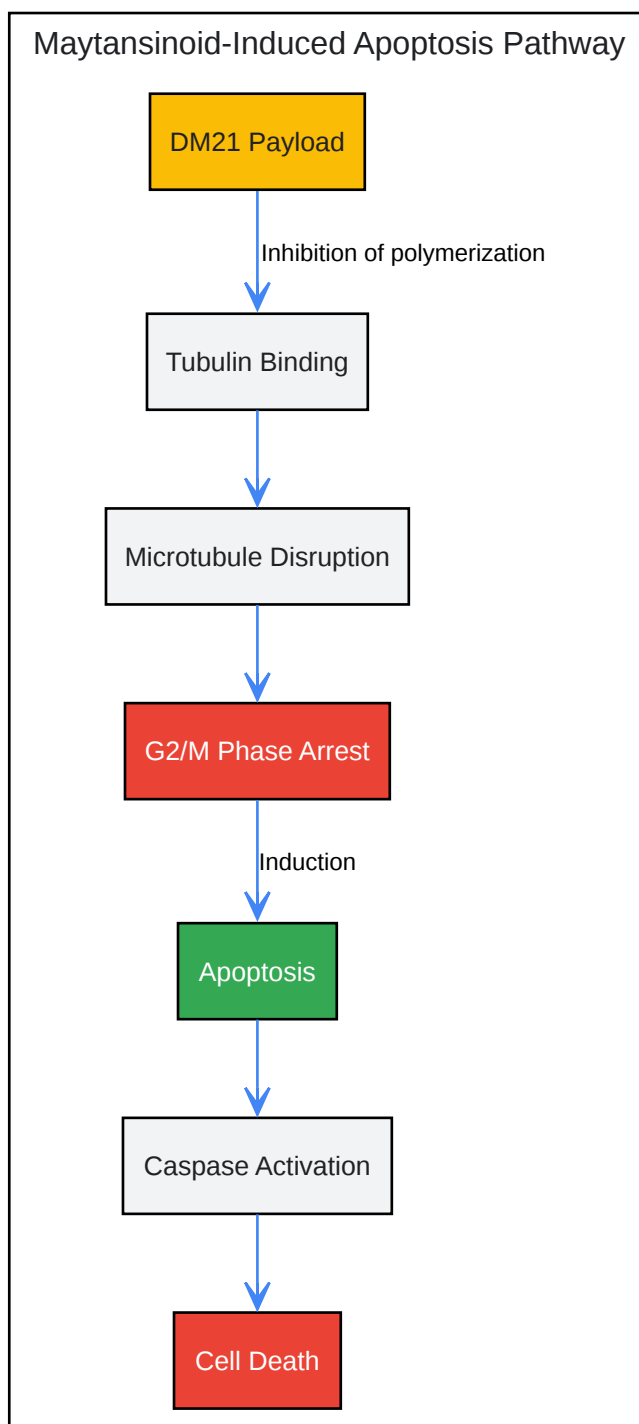 Maytansinoid-Induced Apoptosis Pathway
DM21 Payload
Inhibition of polymerization
Tubulin Binding
Microtubule Disruption
G2/M Phase Arrest
Induction
Apoptosis
Caspase Activation
Cell Death